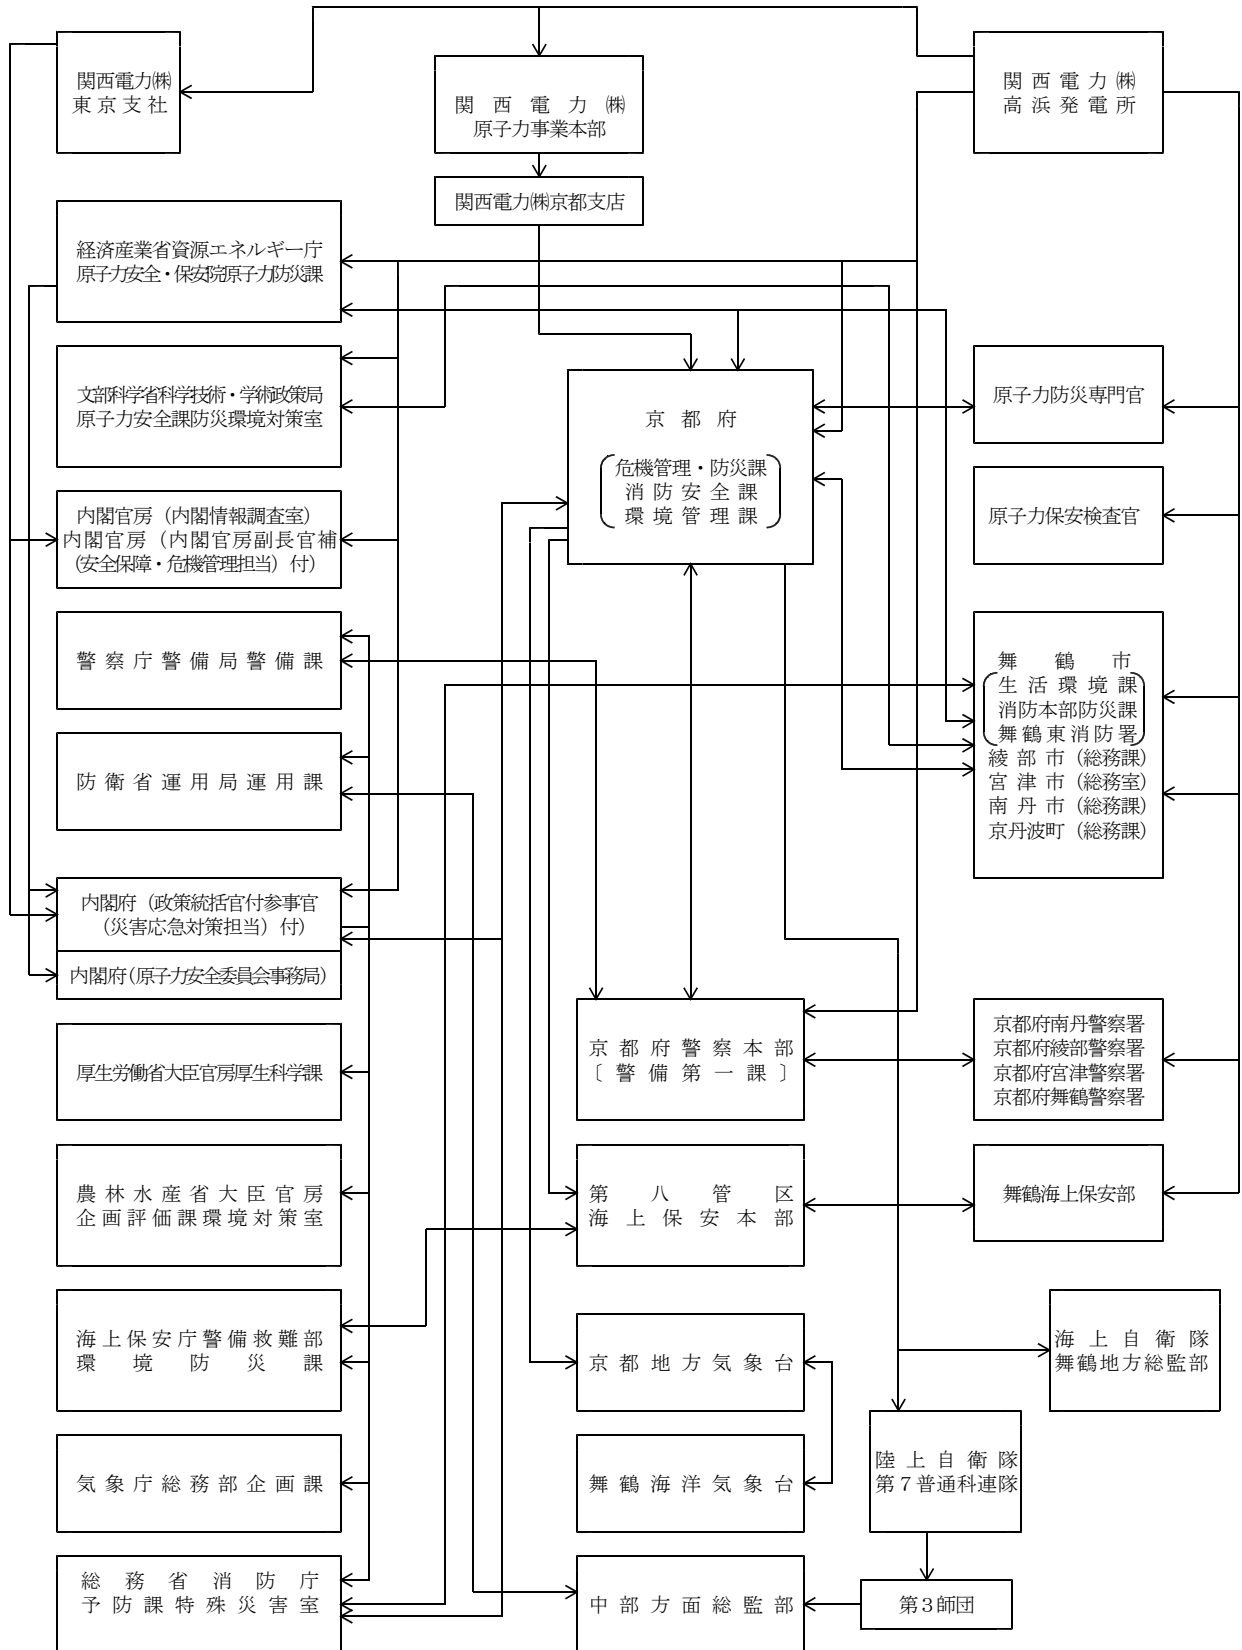 関西電力㈱
東京支社
関西電力㈱
原子力事業本部
関西電力㈱
高浜発電所
関西電力㈱京都支店
経済産業省資源エネルギー庁
原子力安全・保安院原子力防災課
文部科学省科学技術・学術政策局
原子力安全課防災環境対策室
京都府
危機管理・防災課
消防安全課
環境管理課
原子力防災専門官
内閣官房（内閣情報調査室）
内閣官房（内閣官房副長官補
（安全保障・危機管理担当）付）
原子力保安検査官
警察庁警備局警備課
舞鶴市
生活環境課
消防本部防災課
舞鶴東消防署
綾部市（総務課）
宮津市（総務室）
南丹市（総務課）
京丹波町（総務課）
防衛省運用局運用課
内閣府（政策統括官付参事官
（災害応急対策担当）付）
内閣府（原子力安全委員会事務局）
京都府警察本部
〔警備第一課〕
京都府南丹警察署
京都府綾部警察署
京都府宮津警察署
京都府舞鶴警察署
厚生労働省大臣官房厚生科学課
農林水産省大臣官房
企画評価課環境対策室
第八管区
海上保安本部
舞鶴海上保安部
海上保安庁警備救難部
環境防災課
京都地方気象台
海上自衛隊
舞鶴地方総監部
気象庁総務部企画課
舞鶴海洋気象台
陸上自衛隊
第７普通科連隊
総務省消防庁
予防課特殊災害室
中部方面総監部
第３師団